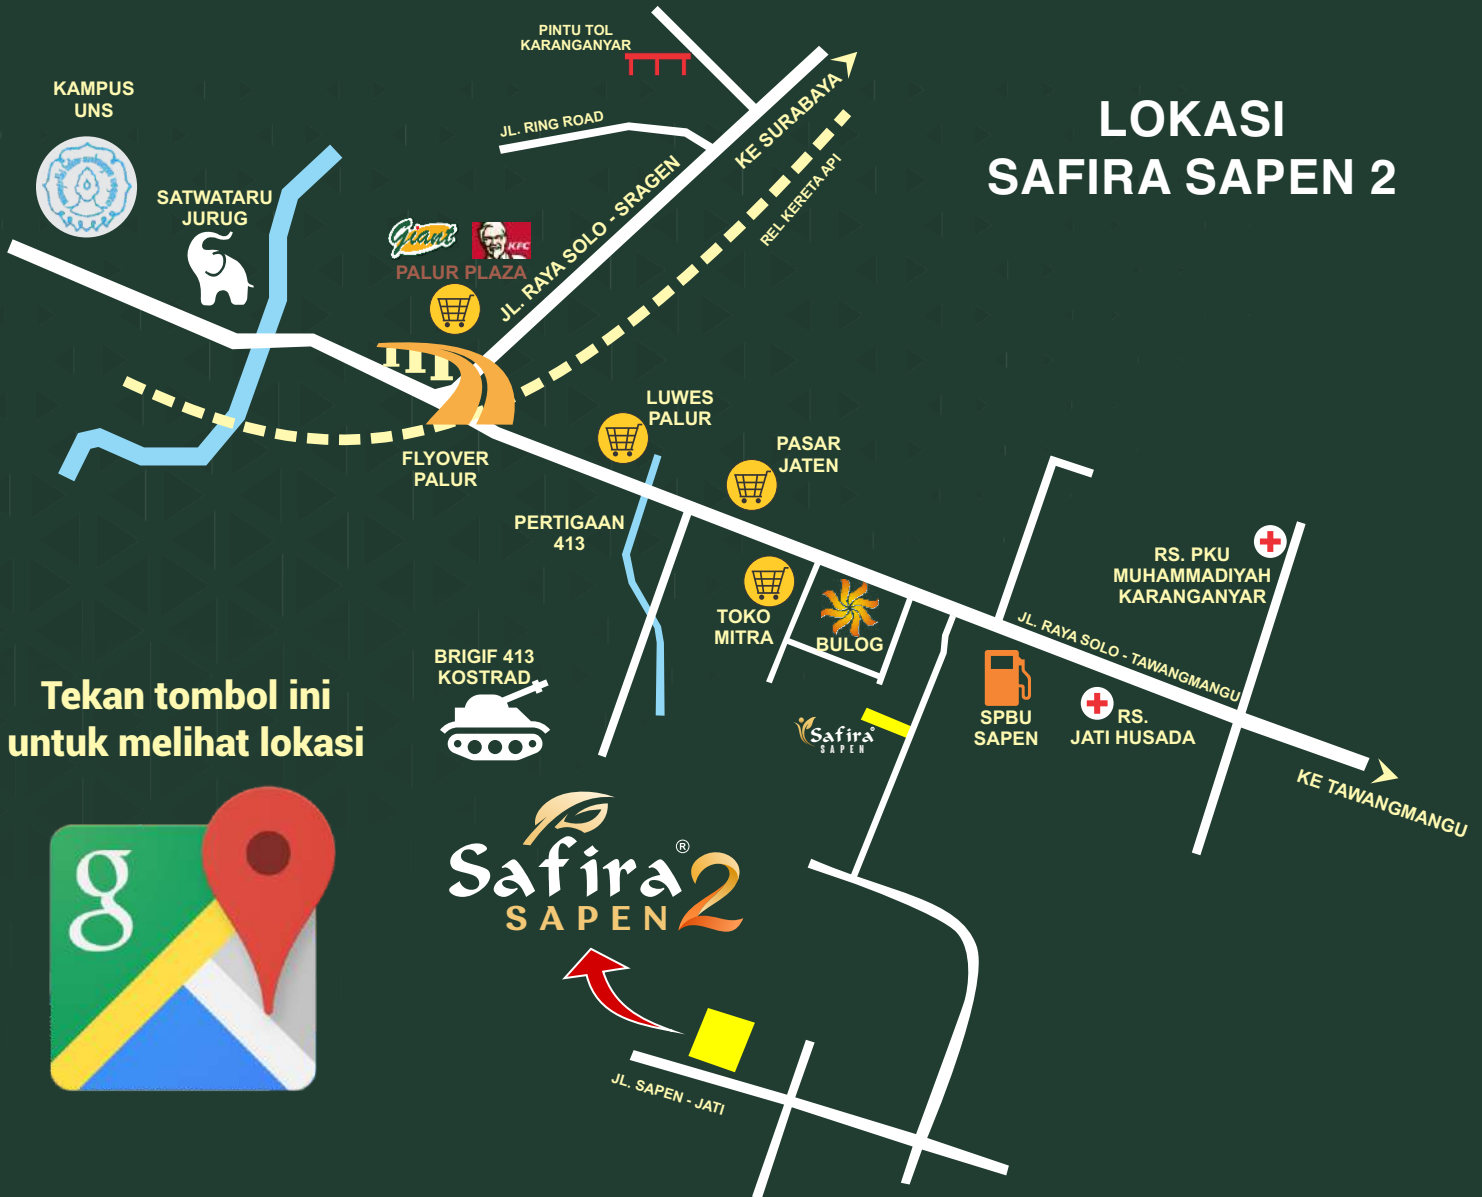 PINTU TOL
KARANGANYAR
KAMPUS
UNS
LOKASI
SAFIRA SAPEN 2
JL. RING ROAD
KE SURABAYA
REL KERETA API
SATWATARU
JURUG
JL. RAYA SOLO - SRAGEN
Giant
KFC
PALUR PLAZA
FLYOVER
PALUR
LUWES
PALUR
PASAR
JATEN
PERTIGAAN
413
TOKO
MITRA
BULOG
RS. PKU
MUHAMMADIYAH
KARANGANYAR
JL. RAYA SOLO - TAWANGMANGU
BRIGIF 413
KOSTRAD
Safira
SAPEN
SPBU
SAPEN
RS.
JATI HUSADA
KE TAWANGMANGU
Tekan tombol ini
untuk melihat lokasi
g
Safira® 2
SAPEN
JL. SAPEN - JATI